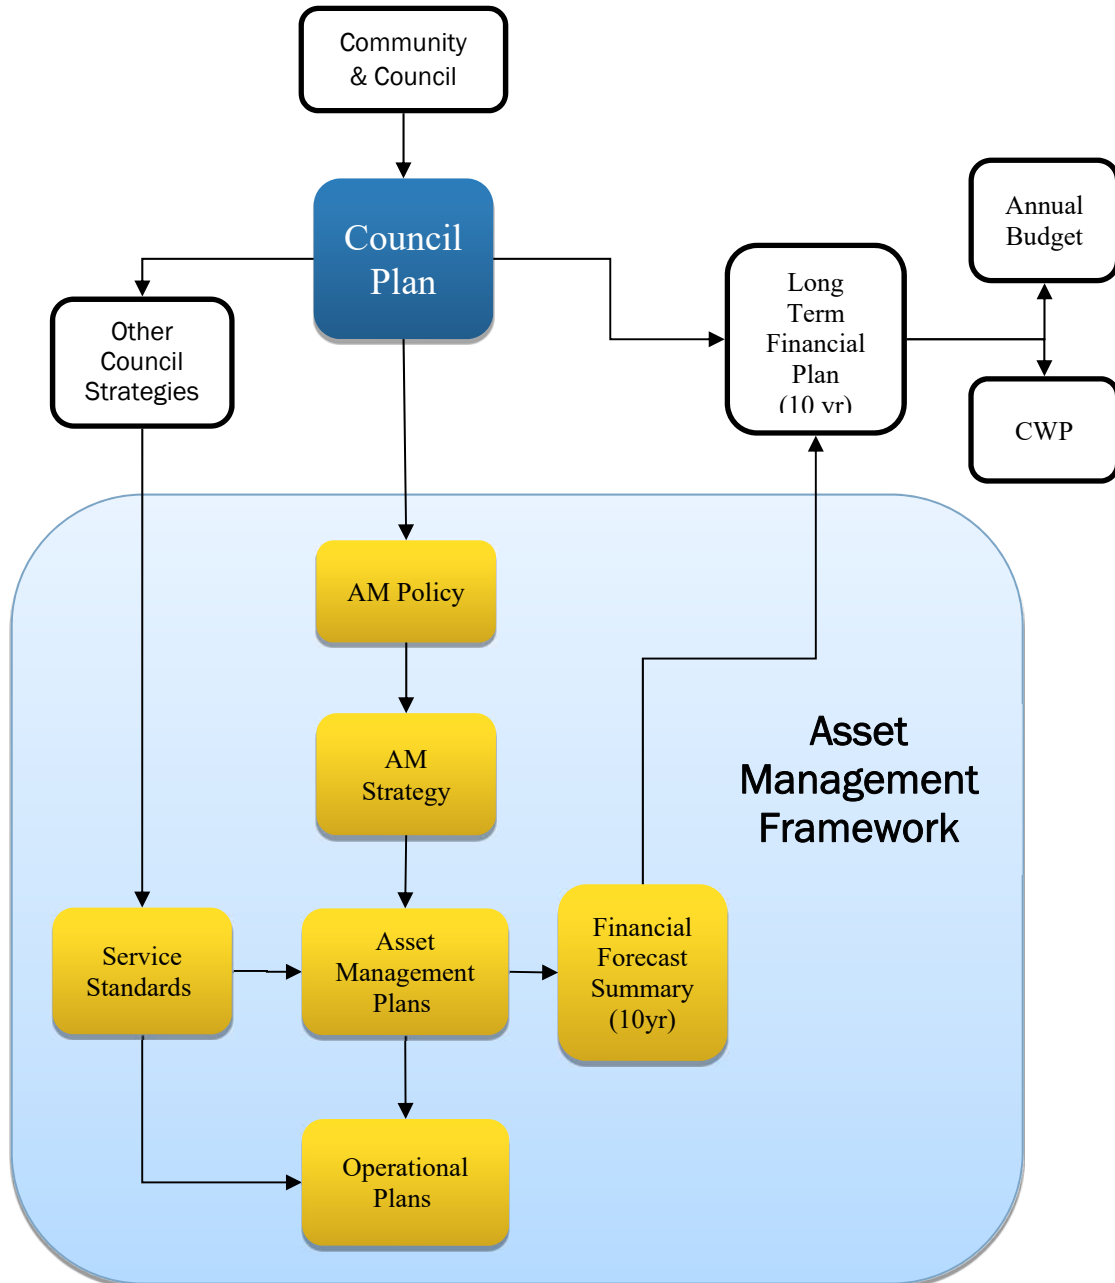 Community
& Council
Council
Plan
Annual
Budget
Long
Term
Financial
Plan
(10 yr)
Other
Council
Strategies
CWP
AM Policy
AM
Strategy
Asset
Management
Framework
Service
Standards
Asset
Management
Plans
Financial
Forecast
Summary
(10yr)
Operational
Plans